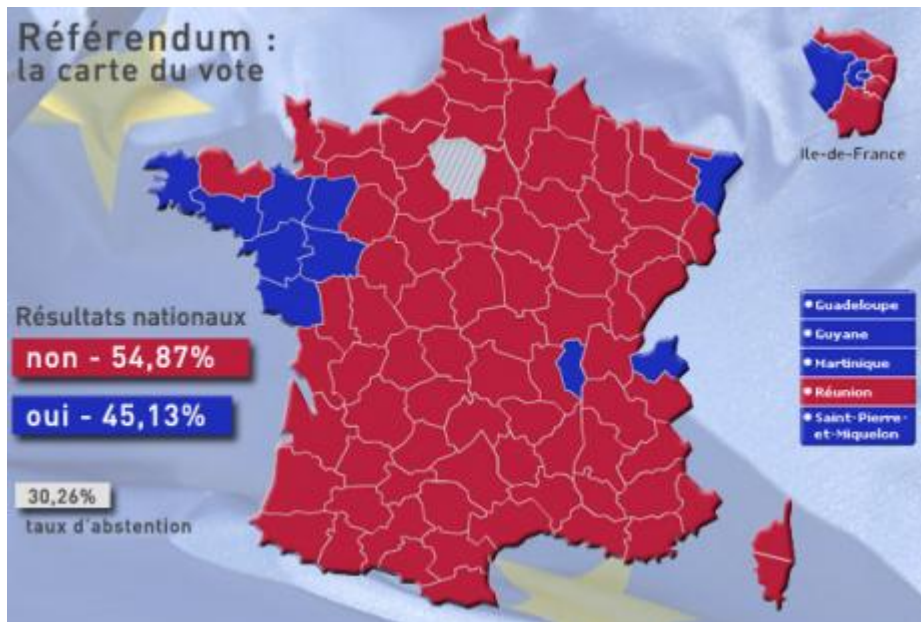 Référendum :
la carte du vote
Ile-de-France
Résultats nationaux
non - 54,87%
oui - 45,13%
30,26%
taux d'abstention
Guadeloupe
Guyane
Martinique
Réunion
Saint-Pierre-
et-Miquelon